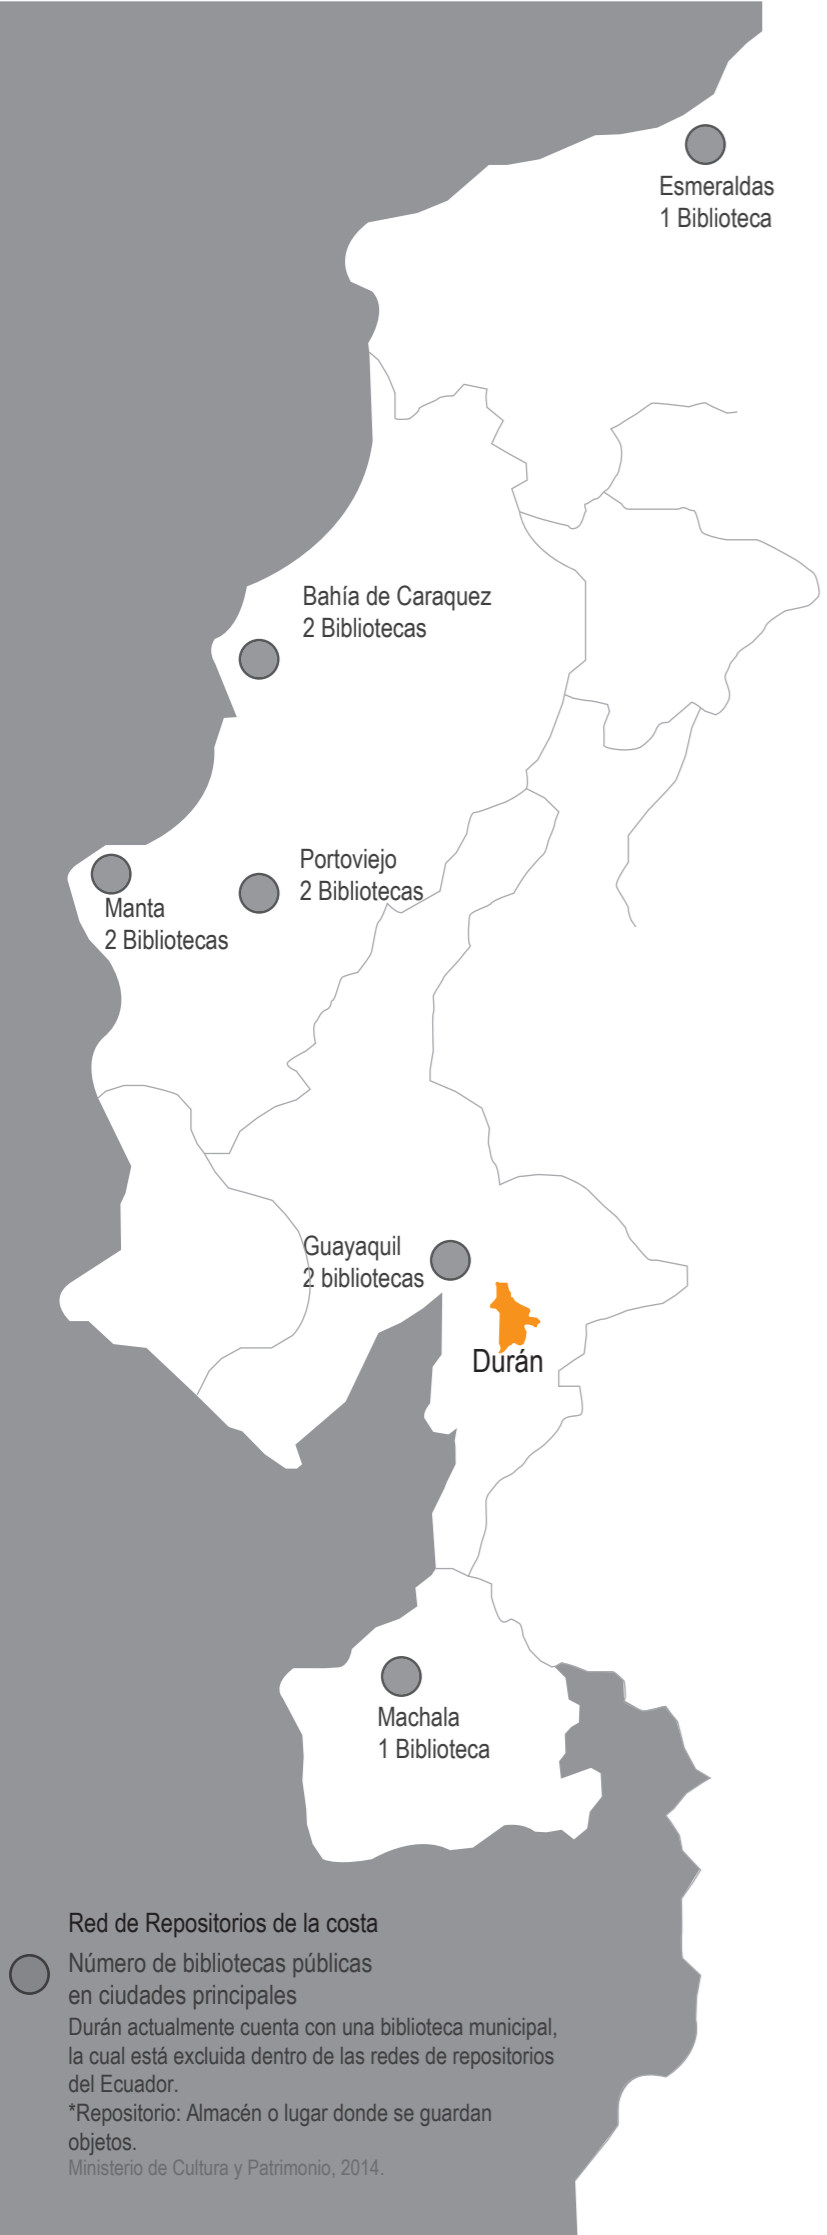 Esmeraldas
1 Biblioteca
Bahía de Caraquez
2 Bibliotecas
Portoviejo
2 Bibliotecas
Manta
2 Bibliotecas
Guayaquil
2 bibliotecas
Durán
Machala
1 Biblioteca
Red de Repositorios de la costa
Número de bibliotecas públicas
en ciudades principales
Durán actualmente cuenta con una biblioteca municipal,
la cual está excluida dentro de las redes de repositorios
del Ecuador.
*Repositorio: Almacén o lugar donde se guardan
objetos.
Ministerio de Cultura y Patrimonio, 2014.